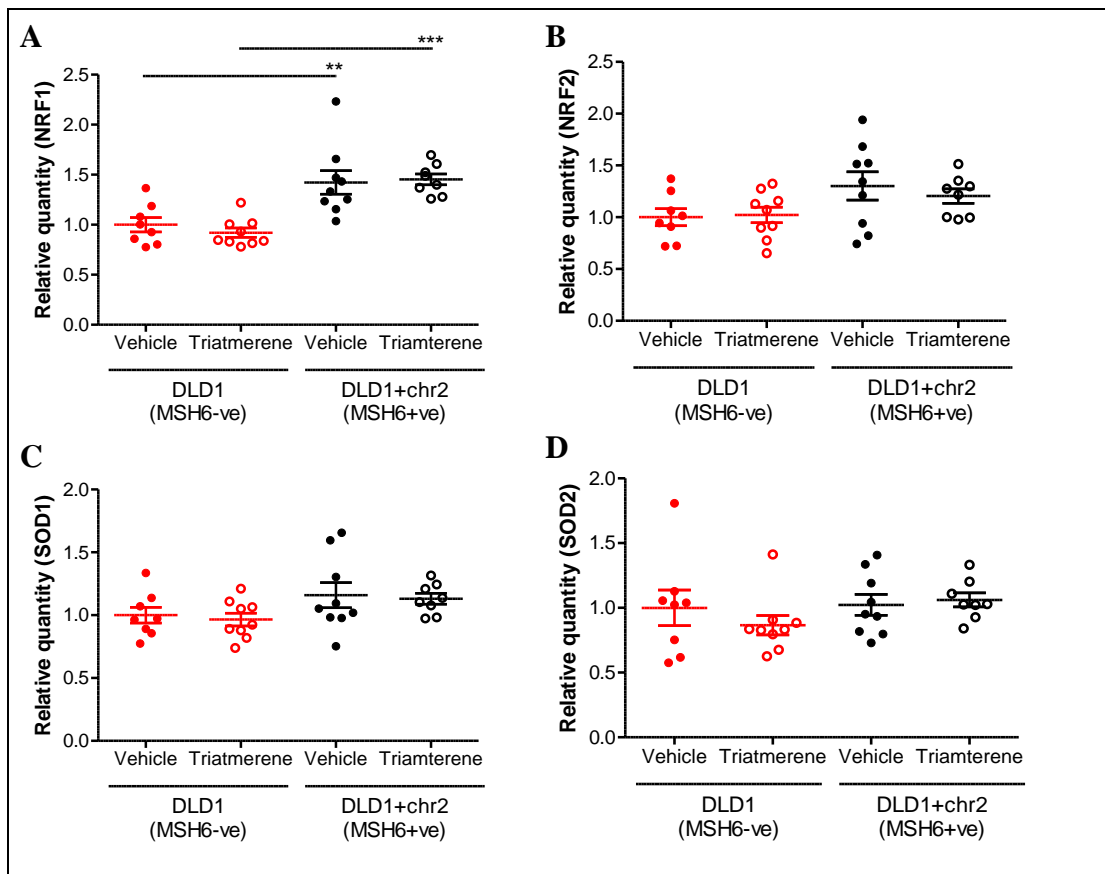 A
***
**
Relative quantity (NRF1)
2.5
2.0
1.5
1.0
0.5
0.0
Vehicle Triatmerene Vehicle Triamterene
DLD1 DLD1+chr2
(MSH6-ve) (MSH6+ve)
B
Relative quantity (NRF2)
2.5
2.0
1.5
1.0
0.5
0.0
Vehicle Triatmerene Vehicle Triamterene
DLD1 DLD1+chr2
(MSH6-ve) (MSH6+ve)
C
Relative quantity (SOD1)
2.0
1.5
1.0
0.5
0.0
Vehicle Triatmerene Vehicle Triamterene
DLD1 DLD1+chr2
(MSH6-ve) (MSH6+ve)
D
Relative quantity (SOD2)
2.0
1.5
1.0
0.5
0.0
Vehicle Triatmerene Vehicle Triamterene
DLD1 DLD1+chr2
(MSH6-ve) (MSH6+ve)